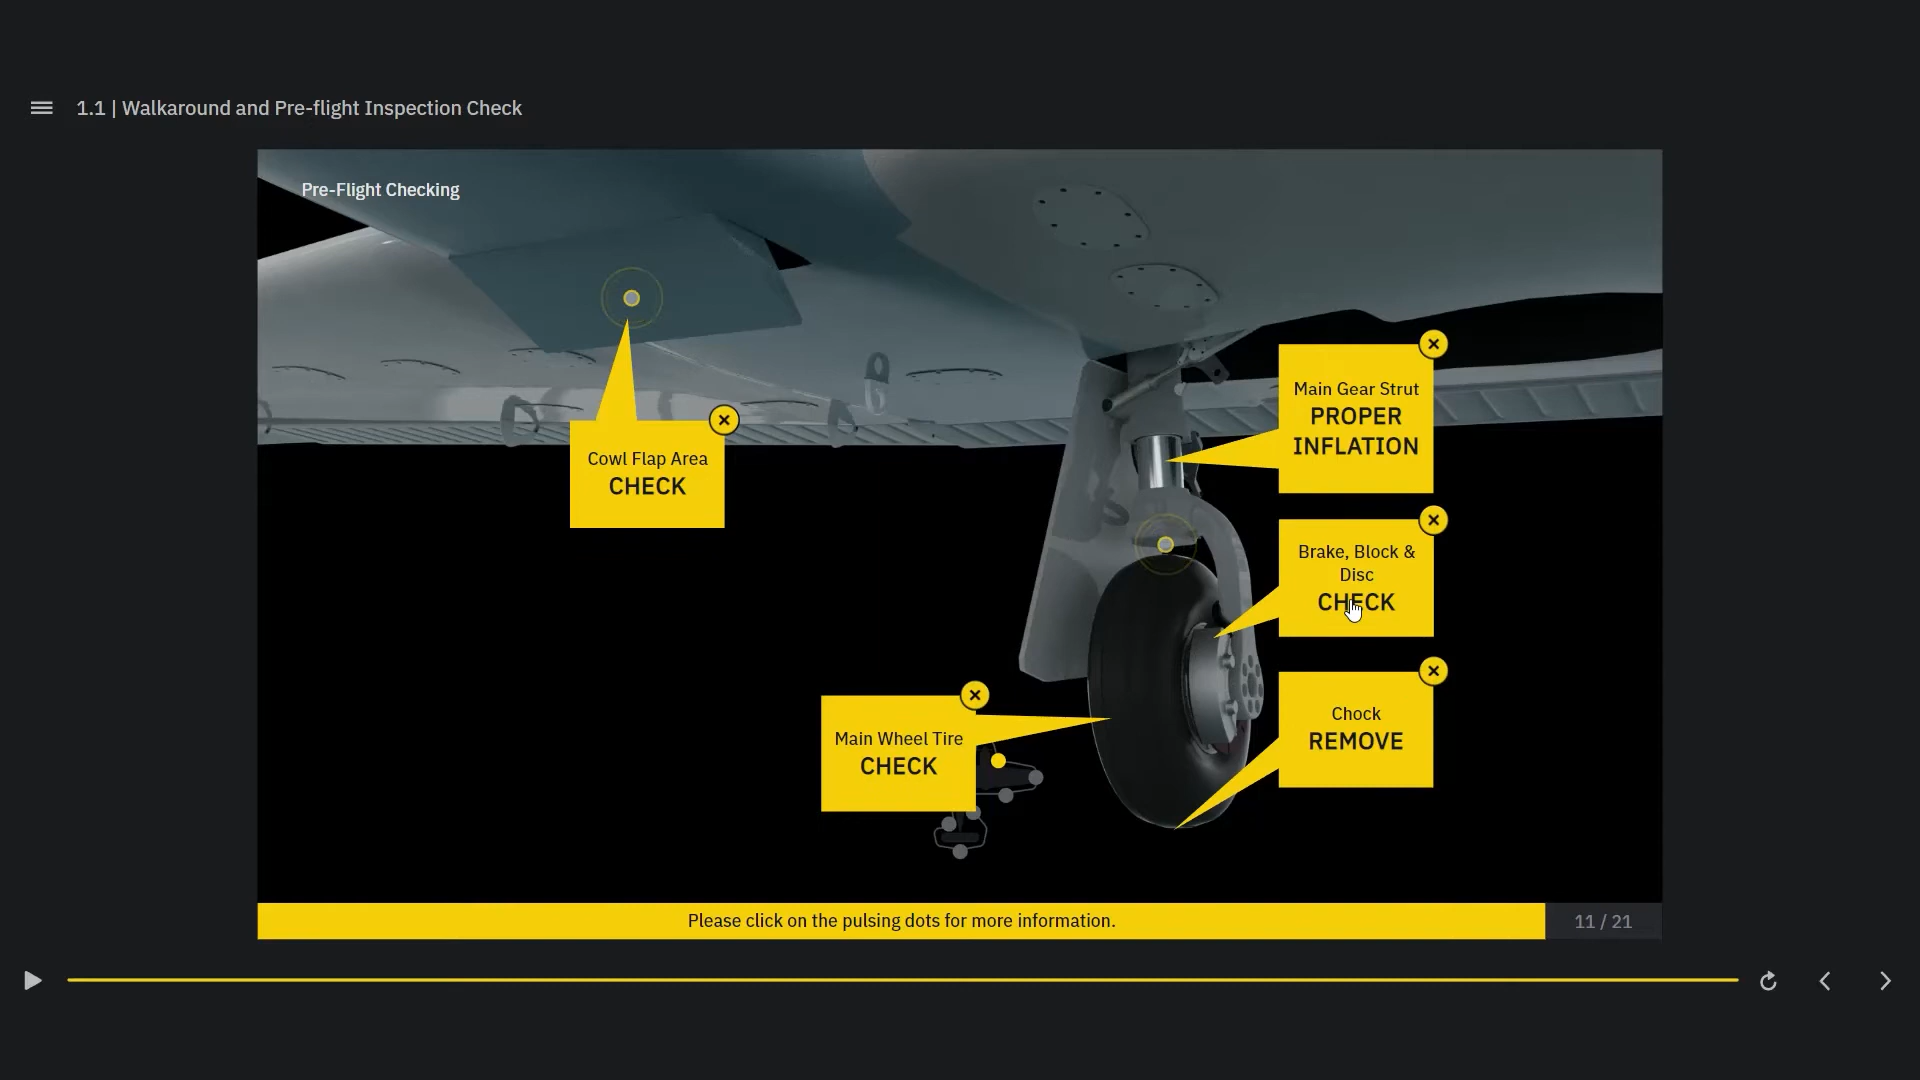 1.1 | Walkaround and Pre-flight Inspection Check
Pre-Flight Checking
Main Gear Strut
PROPER
INFLATION
Cowl Flap Area
CHECK
Brake, Block &
Disc
CHECK
Main Wheel Tire
CHECK
Chock
REMOVE
Please click on the pulsing dots for more information.
11 / 21